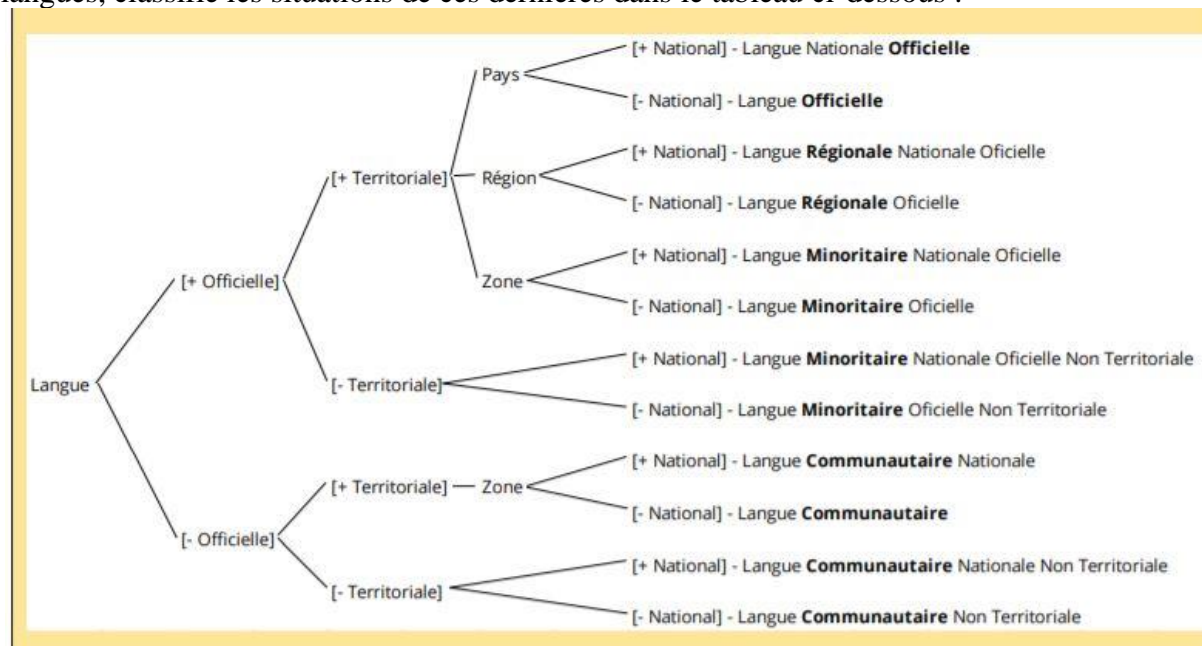 langues, classifie les situations de ces dernières dans le tableau ci-dessous :
[+ National] - Langue Nationale Officielle
Pays
[- National] - Langue Officielle
[+ National] - Langue Régionale Nationale Oficielle
[+ Territoriale]
Région
[- National] - Langue Régionale Oficielle
[+ National] - Langue Minoritaire Nationale Oficielle
[+ Officielle]
Zone
[- National] - Langue Minoritaire Oficielle
[+ National] - Langue Minoritaire Nationale Oficielle Non Territoriale
Langue
[- Territoriale]
[- National] - Langue Minoritaire Oficielle Non Territoriale
[+ National] - Langue Communautaire Nationale
[+ Territoriale]
Zone
[- National] - Langue Communautaire
[- Officielle]
[+ National] - Langue Communautaire Nationale Non Territoriale
[- Territoriale]
[- National] - Langue Communautaire Non Territoriale